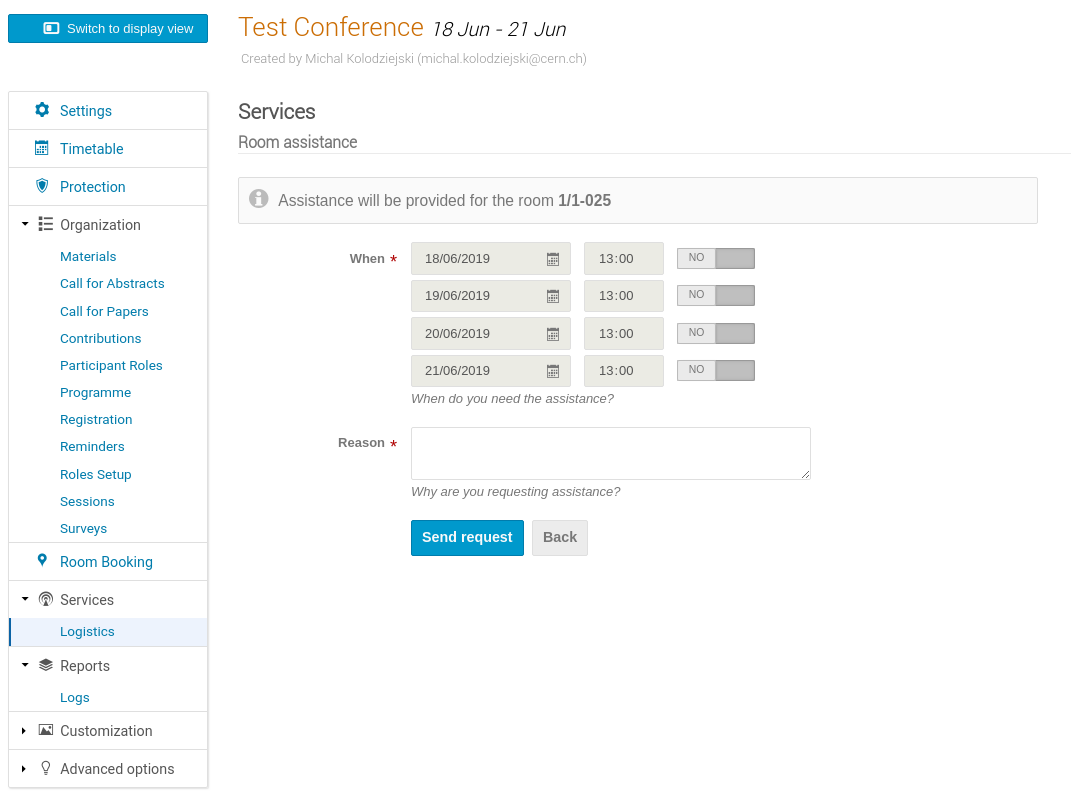 Switch to display view
Test Conference 18 Jun - 21 Jun
Created by Michal Kolodziejski (michal.kolodziejski@cern.ch)
Settings
Timetable
Protection
Organization
Materials
Call for Abstracts
Call for Papers
Contributions
Participant Roles
Programme
Registration
Reminders
Roles Setup
Sessions
Surveys
Room Booking
Services
Logistics
Reports
Logs
Customization
Advanced options
Services
Room assistance
Assistance will be provided for the room 1/1-025
When * 18/06/2019 13:00 NO
19/06/2019 13:00 NO
20/06/2019 13:00 NO
21/06/2019 13:00 NO
When do you need the assistance?
Reason *
Why are you requesting assistance?
Send request Back